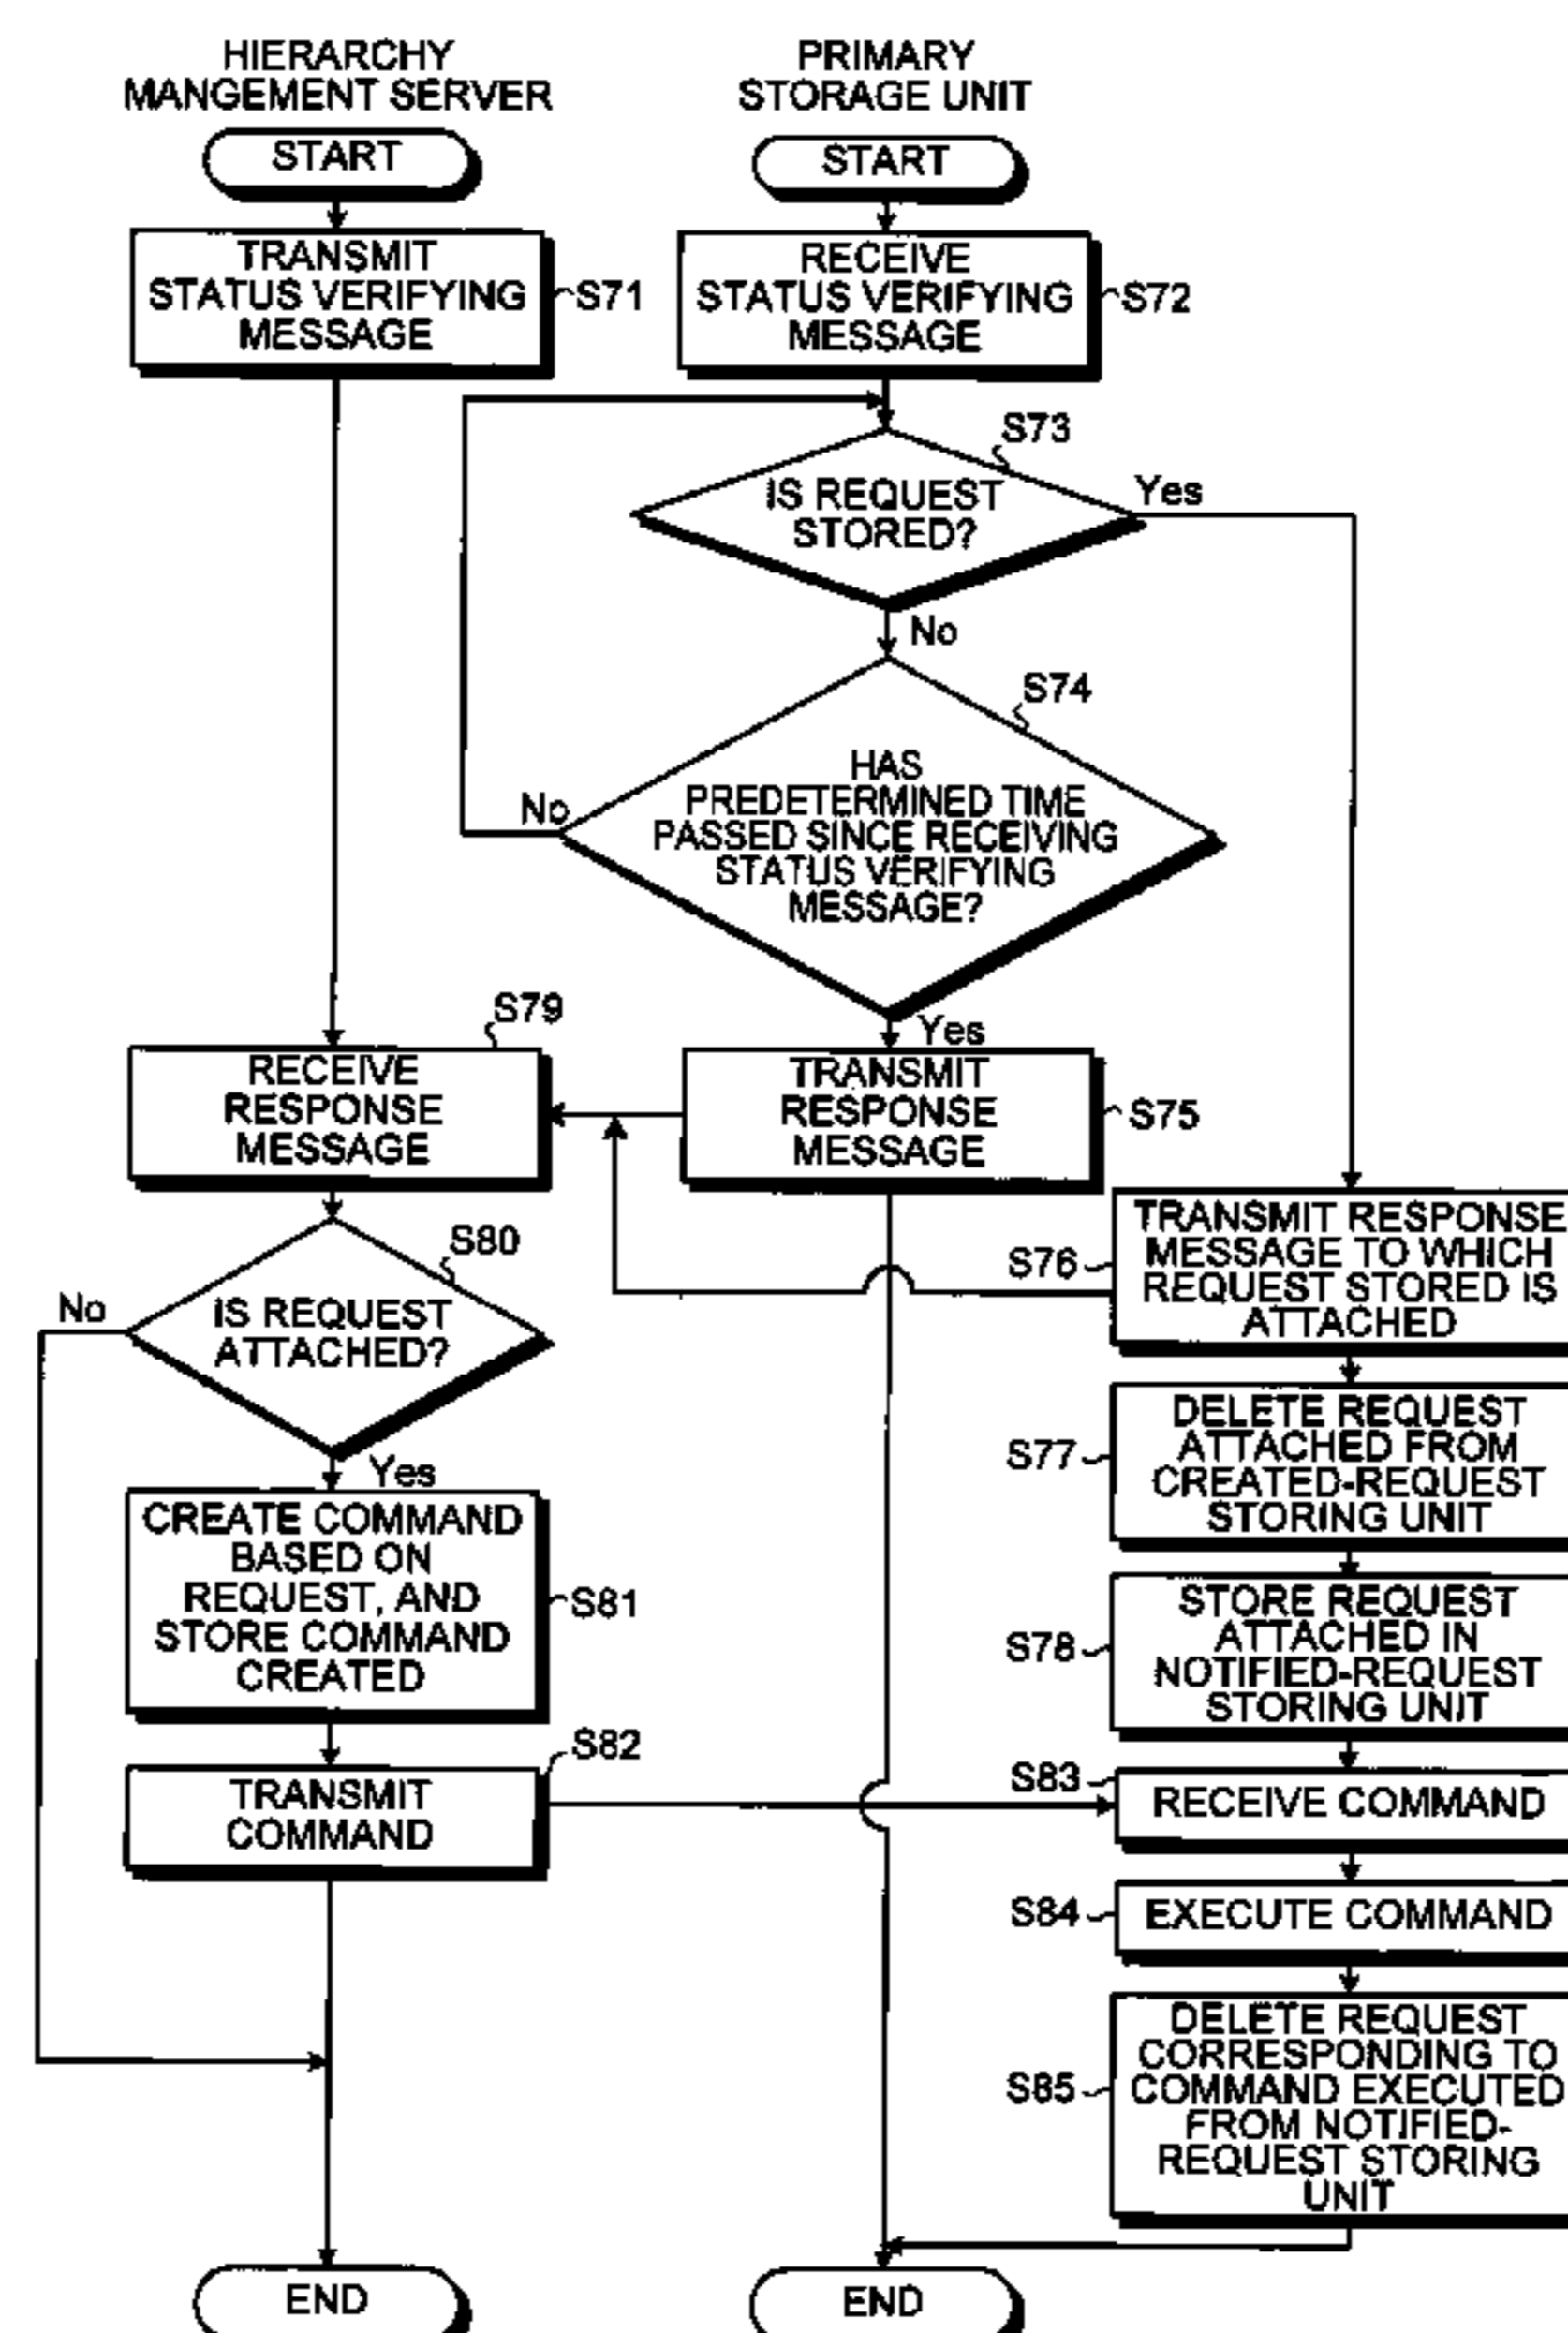 HIERARCHY
MANGEMENT SERVER
START
TRANSMIT
STATUS VERIFYING
MESSAGE
S71
PRIMARY
STORAGE UNIT
START
RECEIVE
STATUS VERIFYING
MESSAGE
S72
S73
IS REQUEST
STORED?
Yes
No
S74
HAS
PREDETERMINED TIME
PASSED SINCE RECEIVING
STATUS VERIFYING
MESSAGE?
No
Yes
S79
RECEIVE
RESPONSE
MESSAGE
TRANSMIT
RESPONSE
MESSAGE
S75
S76
TRANSMIT RESPONSE
MESSAGE TO WHICH
REQUEST STORED IS
ATTACHED
S80
IS REQUEST
ATTACHED?
No
Yes
S77
DELETE REQUEST
ATTACHED FROM
CREATED-REQUEST
STORING UNIT
CREATE COMMAND
BASED ON
REQUEST, AND
STORE COMMAND
CREATED
S81
S78
STORE REQUEST
ATTACHED IN
NOTIFIED-REQUEST
STORING UNIT
S82
TRANSMIT
COMMAND
S83
RECEIVE COMMAND
S84
EXECUTE COMMAND
S85
DELETE REQUEST
CORRESPONDING TO
COMMAND EXECUTED
FROM NOTIFIED-
REQUEST STORING
UNIT
END
END